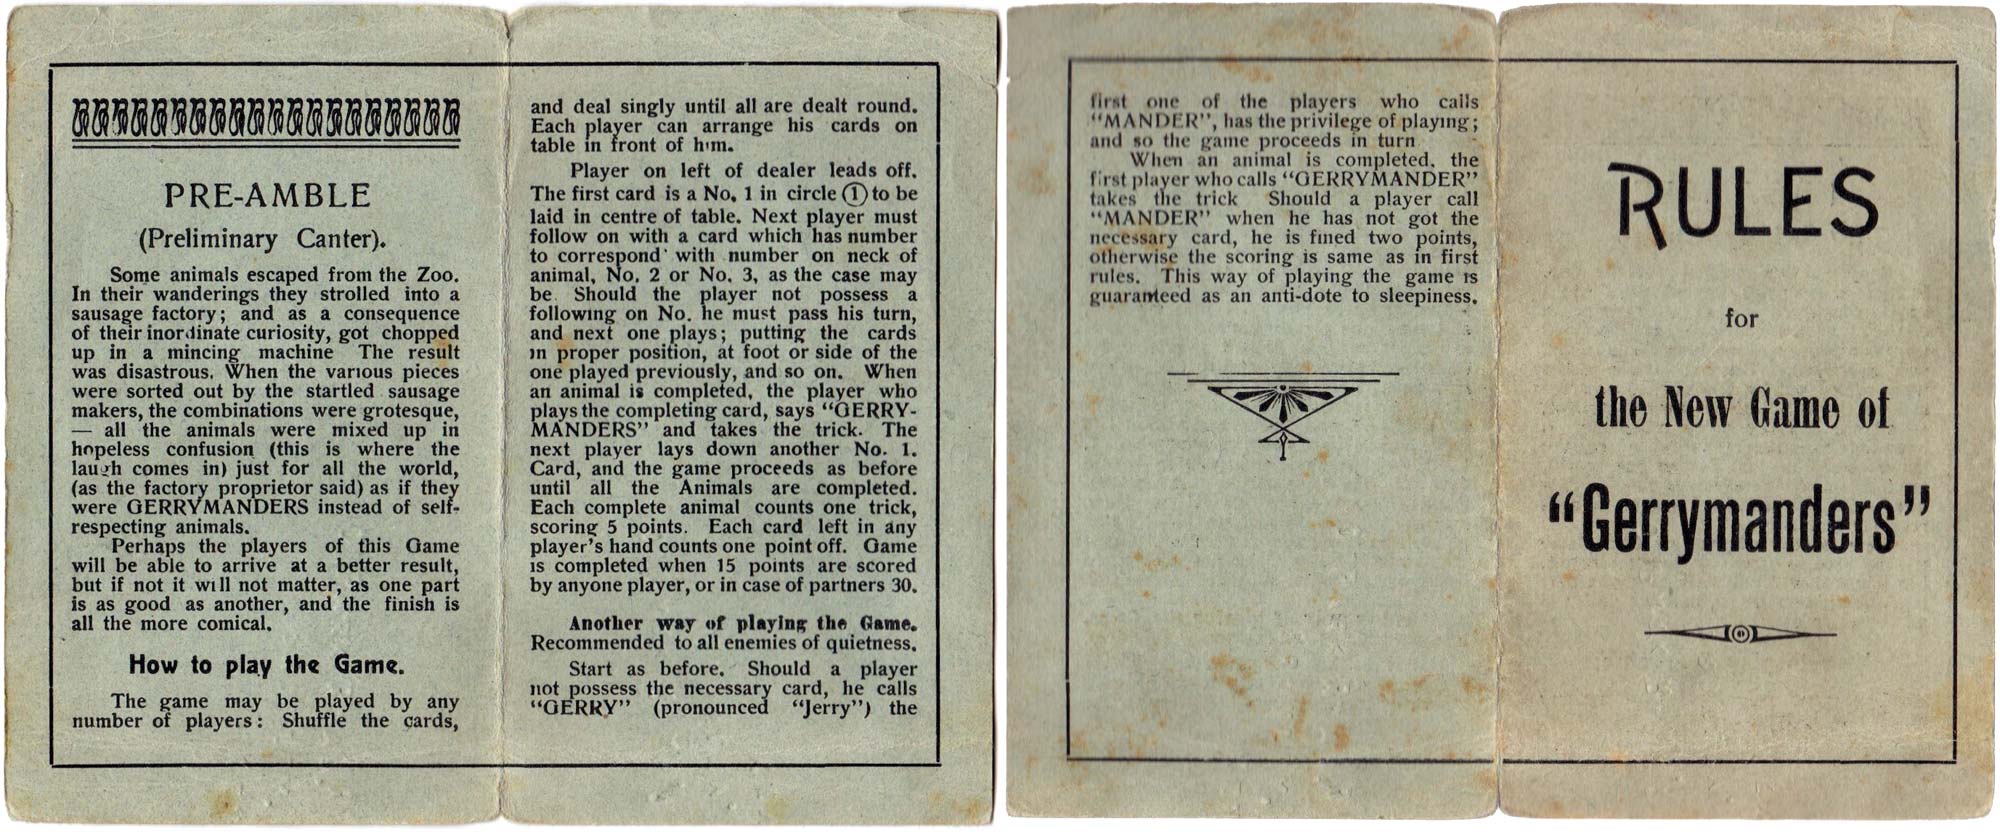 PRE-AMBLE
(Preliminary Canter).
Some animals escaped from the Zoo.
In their wanderings they strolled into a
sausage factory; and as a consequence
of their inordinate curiosity, got chopped
up in a mincing machine The result
was disastrous. When the various pieces
were sorted out by the startled sausage
makers, the combinations were grotesque,
— all the animals were mixed up in
hopeless confusion (this is where the
laugh comes in) just for all the world,
(as the factory proprietor said) as if they
were GERRYMANDERS instead of self-
respecting animals.
Perhaps the players of this Game
will be able to arrive at a better result,
but if not it will not matter, as one part
is as good as another, and the finish is
all the more comical.
How to play the Game.
The game may be played by any
number of players: Shuffle the cards,
and deal singly until all are dealt round.
Each player can arrange his cards on
table in front of him.
Player on left of dealer leads off.
The first card is a No. 1 in circle ① to be
laid in centre of table. Next player must
follow on with a card which has number
to correspond with number on neck of
animal, No. 2 or No. 3, as the case may
be. Should the player not possess a
following on No. he must pass his turn,
and next one plays; putting the cards
in proper position, at foot or side of the
one played previously, and so on. When
an animal is completed, the player who
plays the completing card, says "GERRY-
MANDERS" and takes the trick. The
next player lays down another No. 1.
Card, and the game proceeds as before
until all the Animals are completed.
Each complete animal counts one trick,
scoring 5 points. Each card left in any
player's hand counts one point off. Game
is completed when 15 points are scored
by anyone player, or in case of partners 30.
Another way of playing the Game.
Recommended to all enemies of quietness.
Start as before. Should a player
not possess the necessary card, he calls
"GERRY" (pronounced "Jerry") the
first one of the players who calls
"MANDER", has the privilege of playing;
and so the game proceeds in turn
When an animal is completed, the
first player who calls "GERRYMANDER"
takes the trick Should a player call
"MANDER" when he has not got the
necessary card, he is fined two points,
otherwise the scoring is same as in first
rules. This way of playing the game is
guaranteed as an anti-dote to sleepiness.
RULES
for
the New Game of
"Gerrymanders"